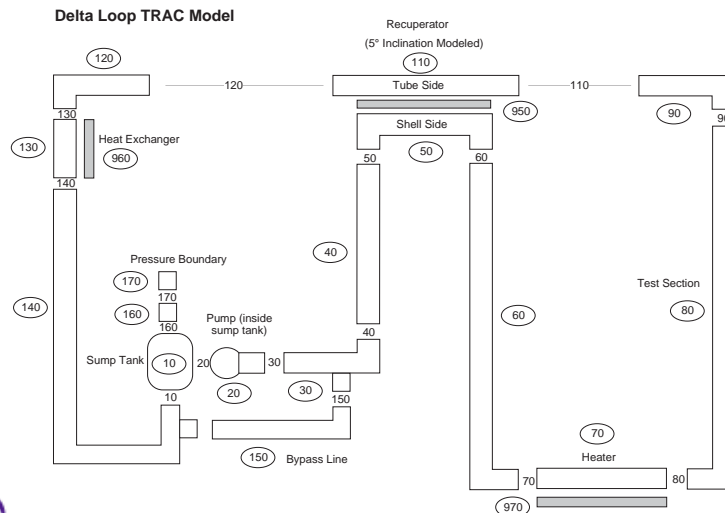 Delta Loop TRAC Model
Recuperator
(5° Inclination Modeled)
120
110
120
Tube Side
110
130
950
90
90
Shell Side
130
Heat Exchanger
960
50
50
60
140
40
Pressure Boundary
170
170
160
160
140
Pump (inside
sump tank)
60
Test Section
80
40
Sump Tank
10
20
30
20
30
10
150
70
150
Bypass Line
Heater
70
80
970